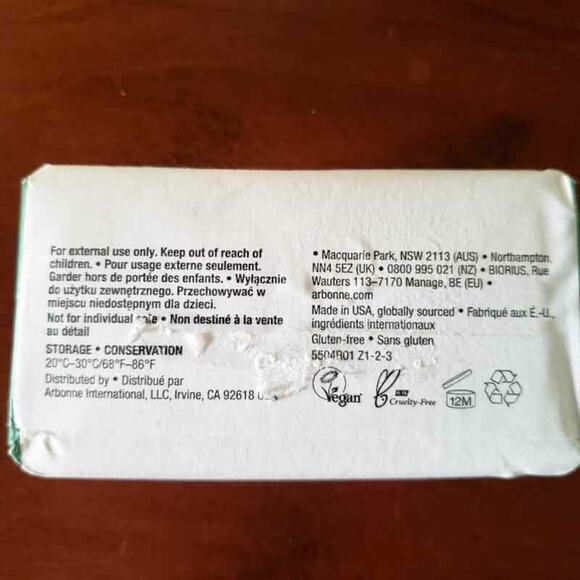 For external use only. Keep out of reach of
children. • Pour usage externe seulement.
Garder hors de portée des enfants. • Wyłącznie
do użytku zewnętrznego. Przechowywać w
miejscu niedostępnym dla dzieci.
Not for individual • Non destiné à la vente
au détail
STORAGE • CONSERVATION
20°C–30°C/68°F–86°F
Distributed by • Distribué par
Arbonne International, LLC, Irvine, CA 92618
• Macquarie Park, NSW 2113 (AUS) • Northampton,
NN4 5EZ (UK) • 0800 995 021 (NZ) • BIORIUS, Rue
Wauters 113–7170 Manage, BE (EU) •
arbonne.com
Made in USA, globally sourced • Fabriqué aux É.-U.,
ingrédients internationaux
Gluten-free • Sans gluten
5504901 Z1-2-3
Vegan
Cruelty-Free
12M